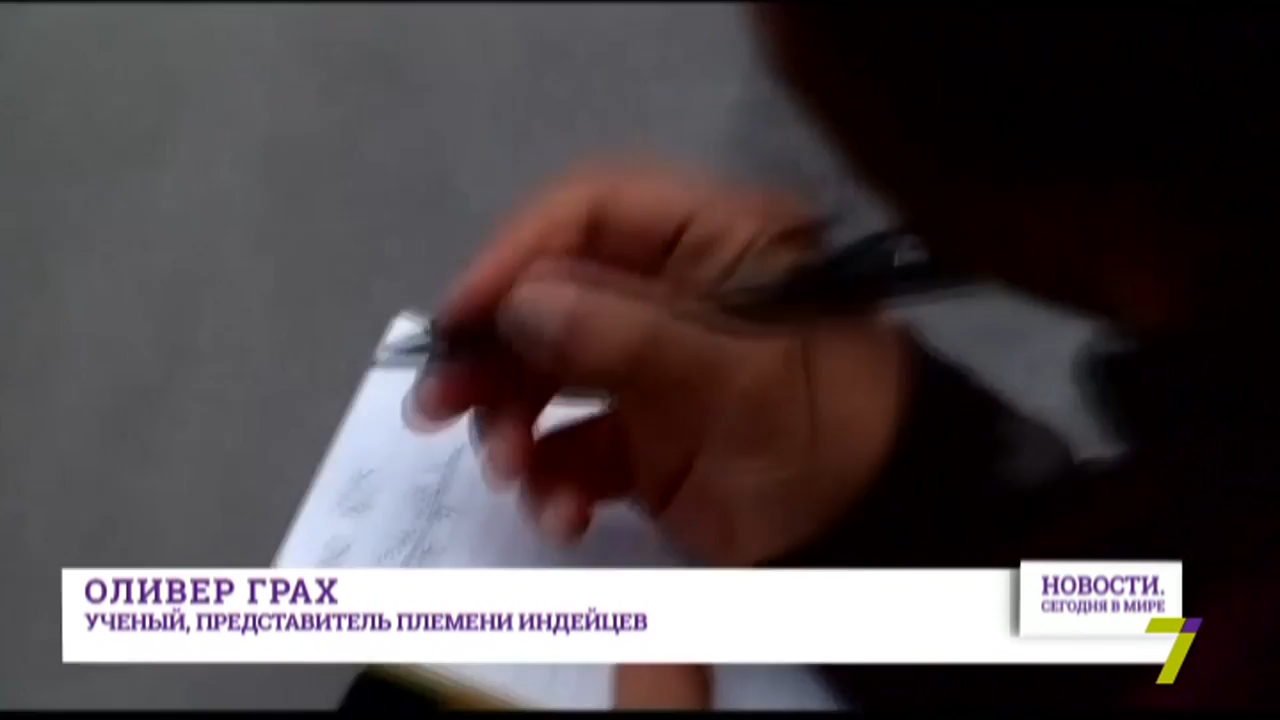 ОЛИВЕР ГРАХ
УЧЕНЫЙ, ПРЕДСТАВИТЕЛЬ ПЛЕМЕНИ ИНДЕЙЦЕВ
НОВОСТИ.
СЕГОДНЯ В МИРЕ
7